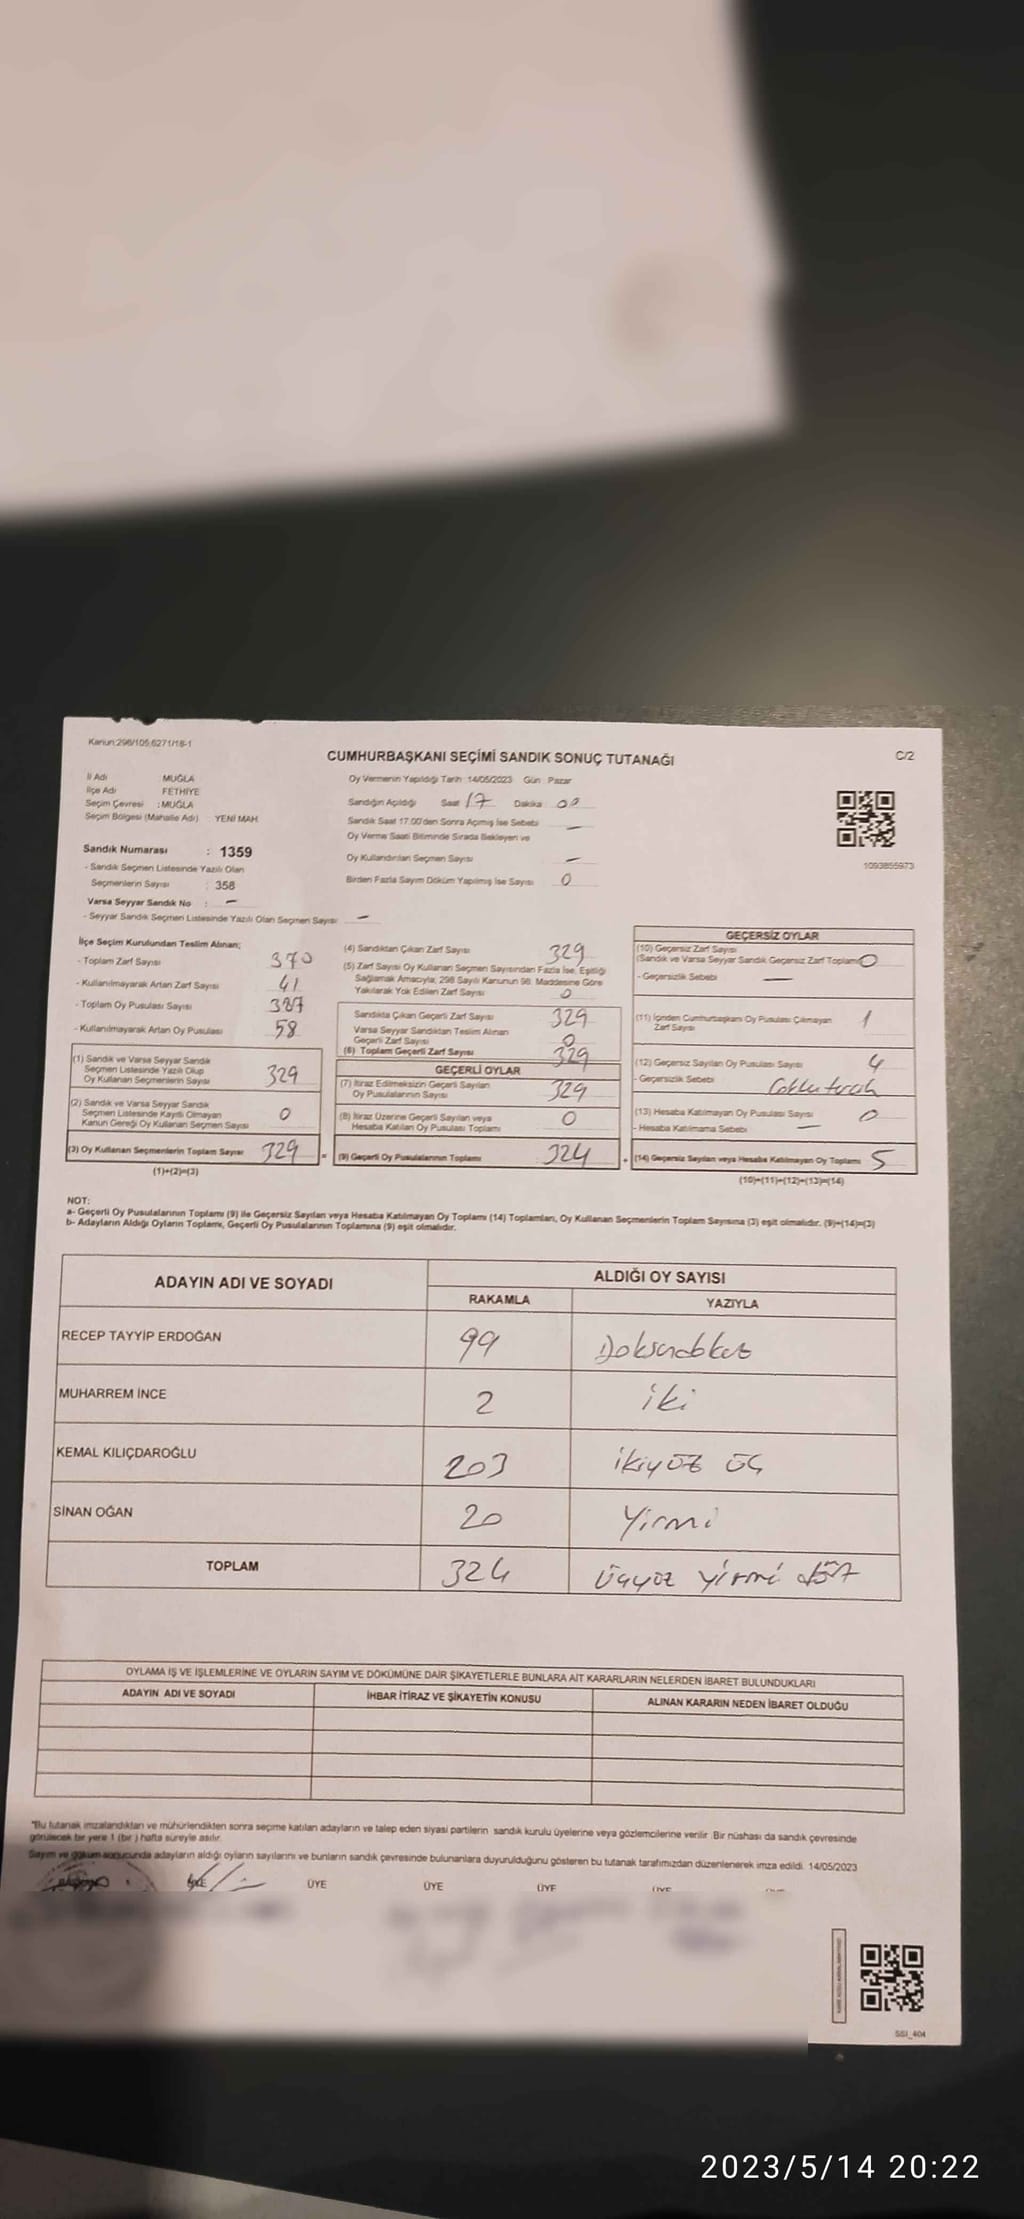 Kanun:298/105,6271/18-1
CUMHURBAŞKANI SEÇİMİ SANDIK SONUÇ TUTANAĞI
C/2
İl Adı : MUĞLA
İlçe Adı : FETHİYE
Seçim Çevresi : MUĞLA
Seçim Bölgesi (Mahalle Adı) : YENİ MAH.
Oy Vermenin Yapıldığı Tarih: 14/05/2023 Gün: Pazar
Sandığın Açıldığı Saat 17 Dakika : 00
Sandık Saat 17.00'den Sonra Açımış İse Sebebi —
Oy Verme Saati Bitiminde Sırada Bekleyen ve
Oy Kullandırılan Seçmen Sayısı —
Birden Fazla Sayım Döküm Yapılmış İse Sayısı 0
1093855973
Sandık Numarası : 1359
- Sandık Seçmen Listesinde Yazılı Olan
Seçmenlerin Sayısı : 358
Varsa Seyyar Sandık No : —
- Seyyar Sandık Seçmen Listesinde Yazılı Olan Seçmen Sayısı —
İlçe Seçim Kurulundan Teslim Alınan;
- Toplam Zarf Sayısı 370
- Kullanılmayarak Artan Zarf Sayısı 41
- Toplam Oy Pusulası Sayısı 387
- Kullanılmayarak Artan Oy Pusulası 58
(1) Sandık ve Varsa Seyyar Sandık
Seçmen Listesinde Yazılı Olup
Oy Kullanan Seçmenlerin Sayısı 329
(2) Sandık ve Varsa Seyyar Sandık
Seçmen Listesinde Kayıtlı Olmayan
Kanun Gereği Oy Kullanan Seçmen Sayısı 0
(3) Oy Kullanan Seçmenlerin Toplam Sayısı 329
(1)+(2)=(3)
(4) Sandıktan Çıkan Zarf Sayısı 329
(5) Zarf Sayısı Oy Kullanan Seçmen Sayısından Fazla İse, Eşitliği
Sağlamak Amacıyla, 298 Sayılı Kanunun 98. Maddesine Göre
Yakılarak Yok Edilen Zarf Sayısı 0
Sandıkta Çıkan Geçerli Zarf Sayısı 329
Varsa Seyyar Sandıktan Teslim Alınan
Geçerli Zarf Sayısı 0
(6) Toplam Geçerli Zarf Sayısı 329
GEÇERLİ OYLAR
(7) İtiraz Edilmeksizin Geçerli Sayılan
Oy Pusulalarının Sayısı 329
(8) İtiraz Üzerine Geçerli Sayılan veya
Hesaba Katılan Oy Pusulası Toplamı 0
(9) Geçerli Oy Pusulalarının Toplamı 324
GEÇERSİZ OYLAR
(10) Geçersiz Zarf Sayısı
(Sandık ve Varsa Seyyar Sandık Geçersiz Zarf Toplamı) 0
- Geçersizlik Sebebi —
(11) İçinden Cumhurbaşkanı Oy Pusulası Çıkmayan
Zarf Sayısı 1
(12) Geçersiz Sayılan Oy Pusulası Sayısı 4
- Geçersizlik Sebebi
(13) Hesaba Katılmayan Oy Pusulası Sayısı 0
- Hesaba Katılmama Sebebi —
(14) Geçersiz Sayılan veya Hesaba Katılmayan Oy Toplamı 5
(10)+(11)+(12)+(13)=(14)
NOT:
a- Geçerli Oy Pusulalarının Toplamı (9) ile Geçersiz Sayılan veya Hesaba Katılmayan Oy Toplamı (14) Toplamları, Oy Kullanan Seçmenlerin Toplam Sayısına (3) eşit olmalıdır. (9)+(14)=(3)
b- Adayların Aldığı Oyların Toplamı, Geçerli Oy Pusulalarının Toplamına (9) eşit olmalıdır.
ADAYIN ADI VE SOYADI
ALDIĞI OY SAYISI
RAKAMLA YAZIYLA
RECEP TAYYİP ERDOĞAN 99
MUHARREM İNCE 2 iki
KEMAL KILIÇDAROĞLU 203 ikiyüz üç
SİNAN OĞAN 20 Yirmi
TOPLAM 324 üçyüz yirmi dört
OYLAMA İŞ VE İŞLEMLERİNE VE OYLARIN SAYIM VE DÖKÜMÜNE DAİR ŞİKAYETLERLE BUNLARA AİT KARARLARIN NELERDEN İBARET BULUNDUKLARI
ADAYIN ADI VE SOYADI İHBAR İTİRAZ VE ŞİKAYETİN KONUSU ALINAN KARARIN NEDEN İBARET OLDUĞU
"Bu tutanak imzalandıktan ve mühürlendikten sonra seçime katılan adayların ve talep eden siyasi partilerin sandık kurulu üyelerine veya gözlemcilerine verilir. Bir nüshası da sandık çevresinde
görülecek bir yere 1 (bir ) hafta süreyle asılır.
Sayım ve döküm sonucunda adayların aldığı oyların sayılarını ve bunların sandık çevresinde bulunanlara duyurulduğunu gösteren bu tutanak tarafımızdan düzenlenerek imza edildi. 14/05/2023
ÜYE ÜYE ÜYE ÜYE
SSI_404
2023/5/14 20:22